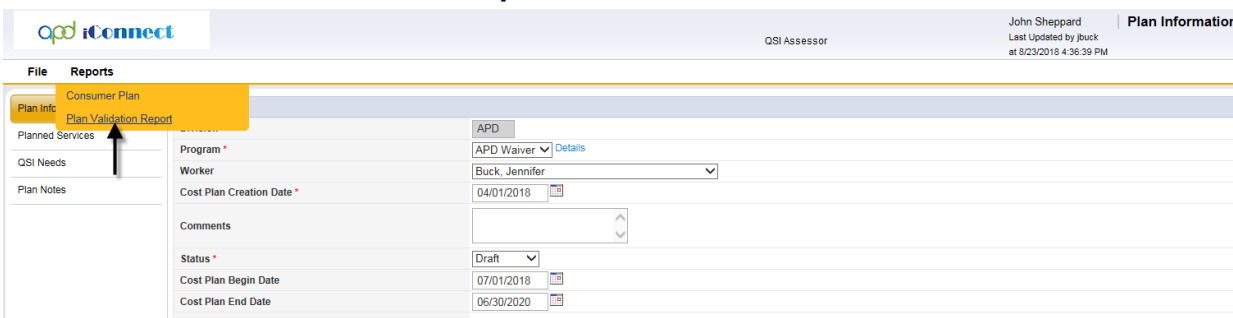 apd iConnect
QSI Assessor
John Sheppard
Last Updated by jbuck
at 8/23/2018 4:36:39 PM
Plan Information
File Reports
Consumer Plan
Plan Validation Report
Plan Info
Planned Services
QSI Needs
Plan Notes
APD
Program * APD Waiver Details
Worker Buck, Jennifer
Cost Plan Creation Date * 04/01/2018
Comments
Status * Draft
Cost Plan Begin Date 07/01/2018
Cost Plan End Date 06/30/2020